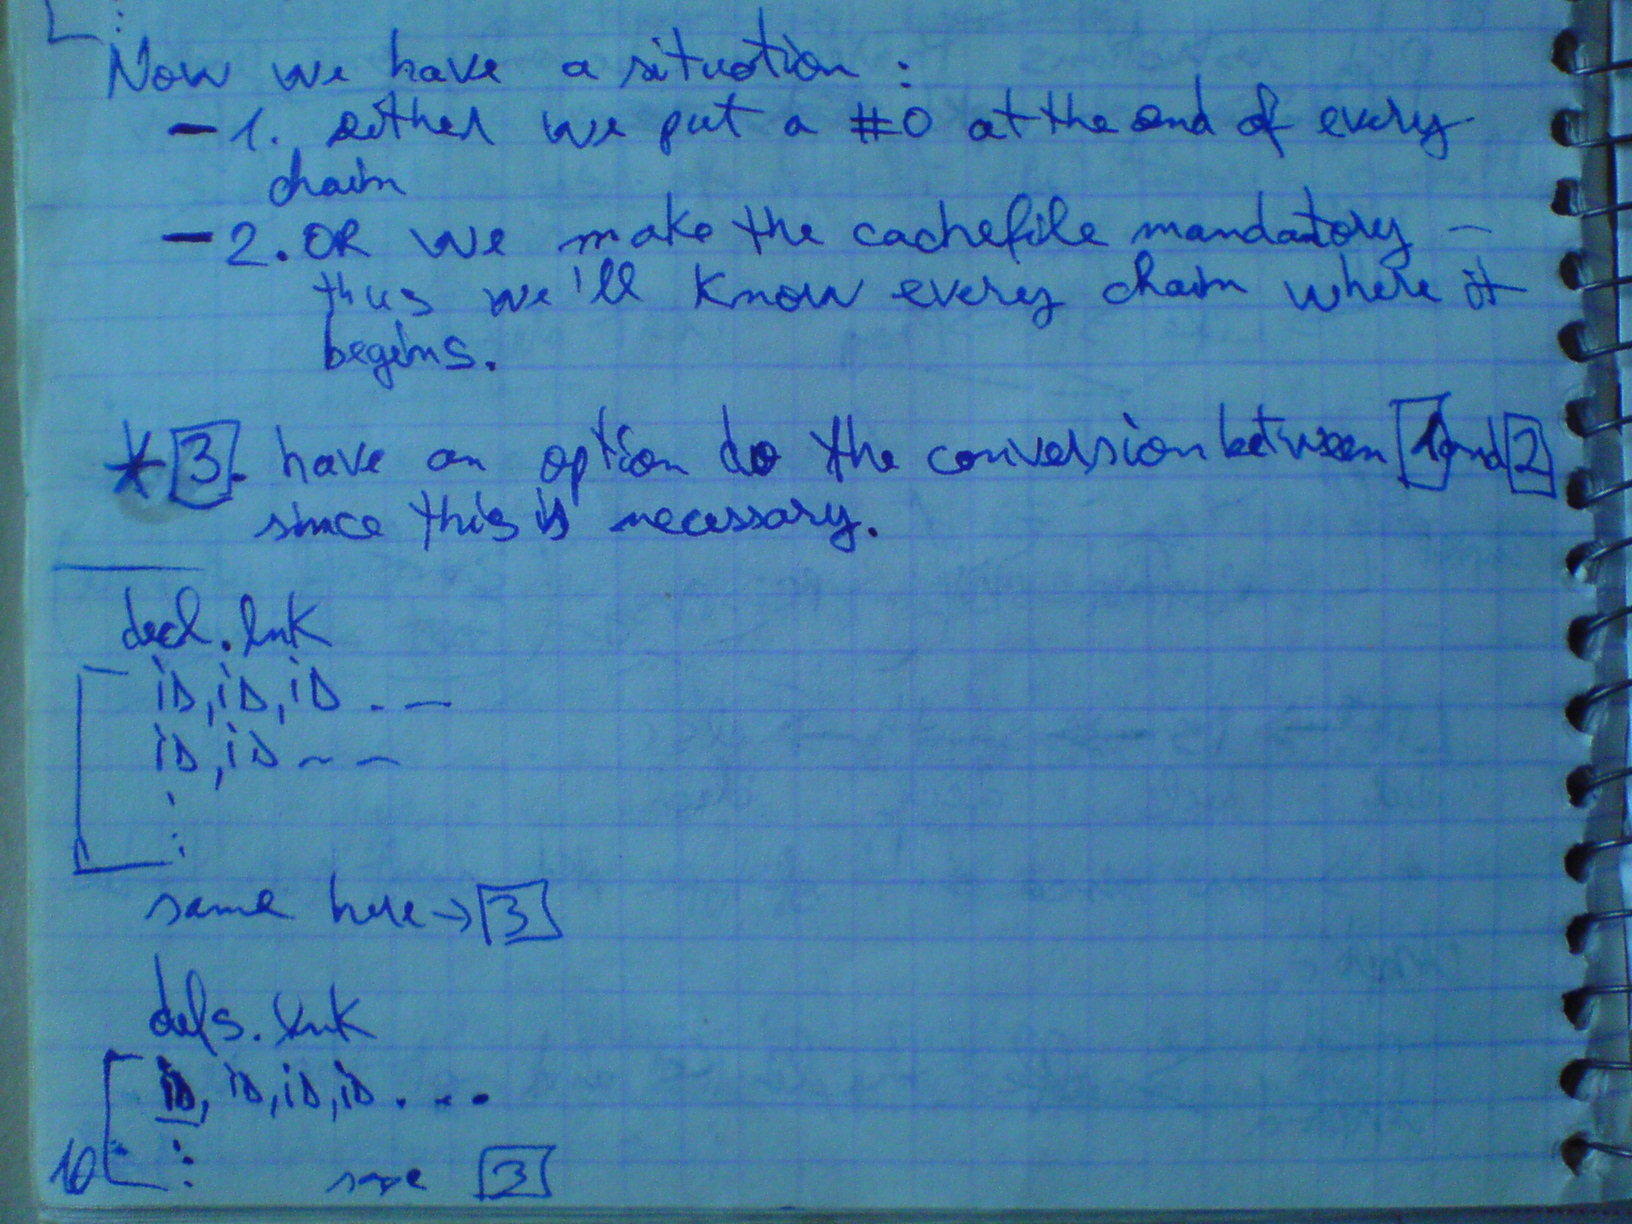 Now we have a situation :
- 1. either we put a #0 at the end of every
chain
- 2. OR we make the cachefile mandatory -
thus we'll know every chain where it
begins.
* 3. have an option do the conversion between 1 and 2
since this is necessary.
decl.lnk
iD, iD, iD . —
iD, iD ~ —
:
same here → 3
defs.lnk
iD, iD, iD, iD . . .
:
10 same 3